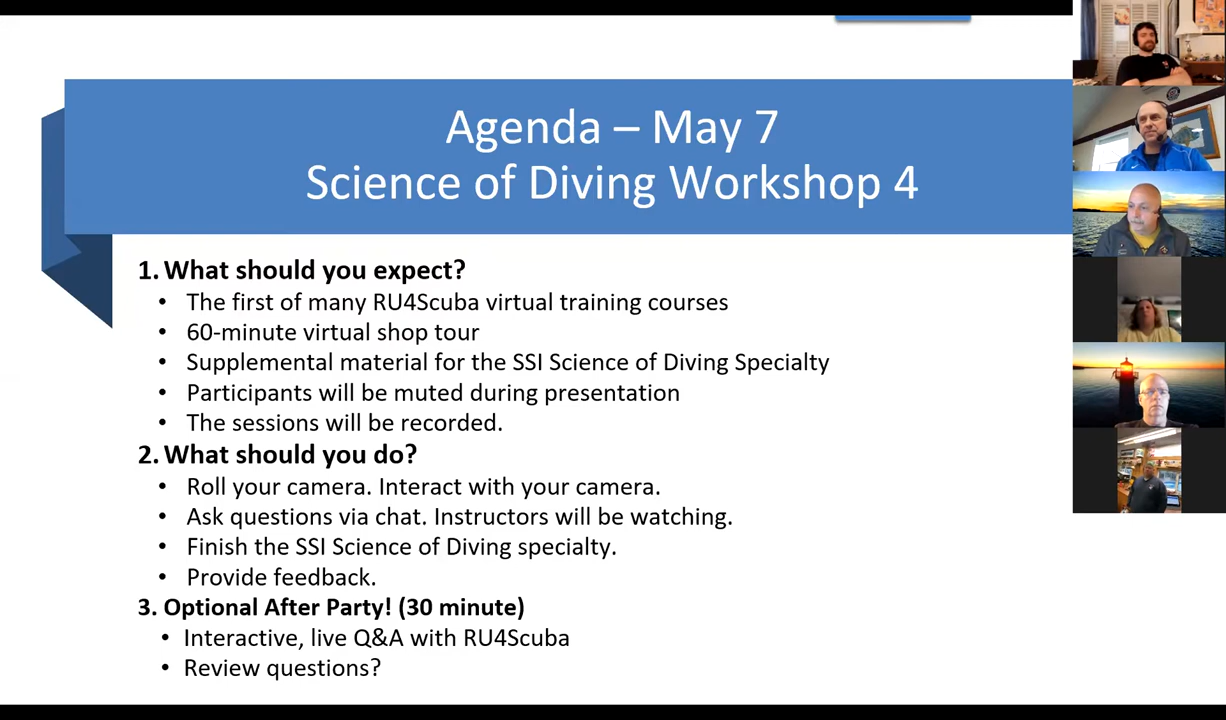 Agenda – May 7
Science of Diving Workshop 4
1. What should you expect?
• The first of many RU4Scuba virtual training courses
• 60-minute virtual shop tour
• Supplemental material for the SSI Science of Diving Specialty
• Participants will be muted during presentation
• The sessions will be recorded.
2. What should you do?
• Roll your camera. Interact with your camera.
• Ask questions via chat. Instructors will be watching.
• Finish the SSI Science of Diving specialty.
• Provide feedback.
3. Optional After Party! (30 minute)
• Interactive, live Q&A with RU4Scuba
• Review questions?